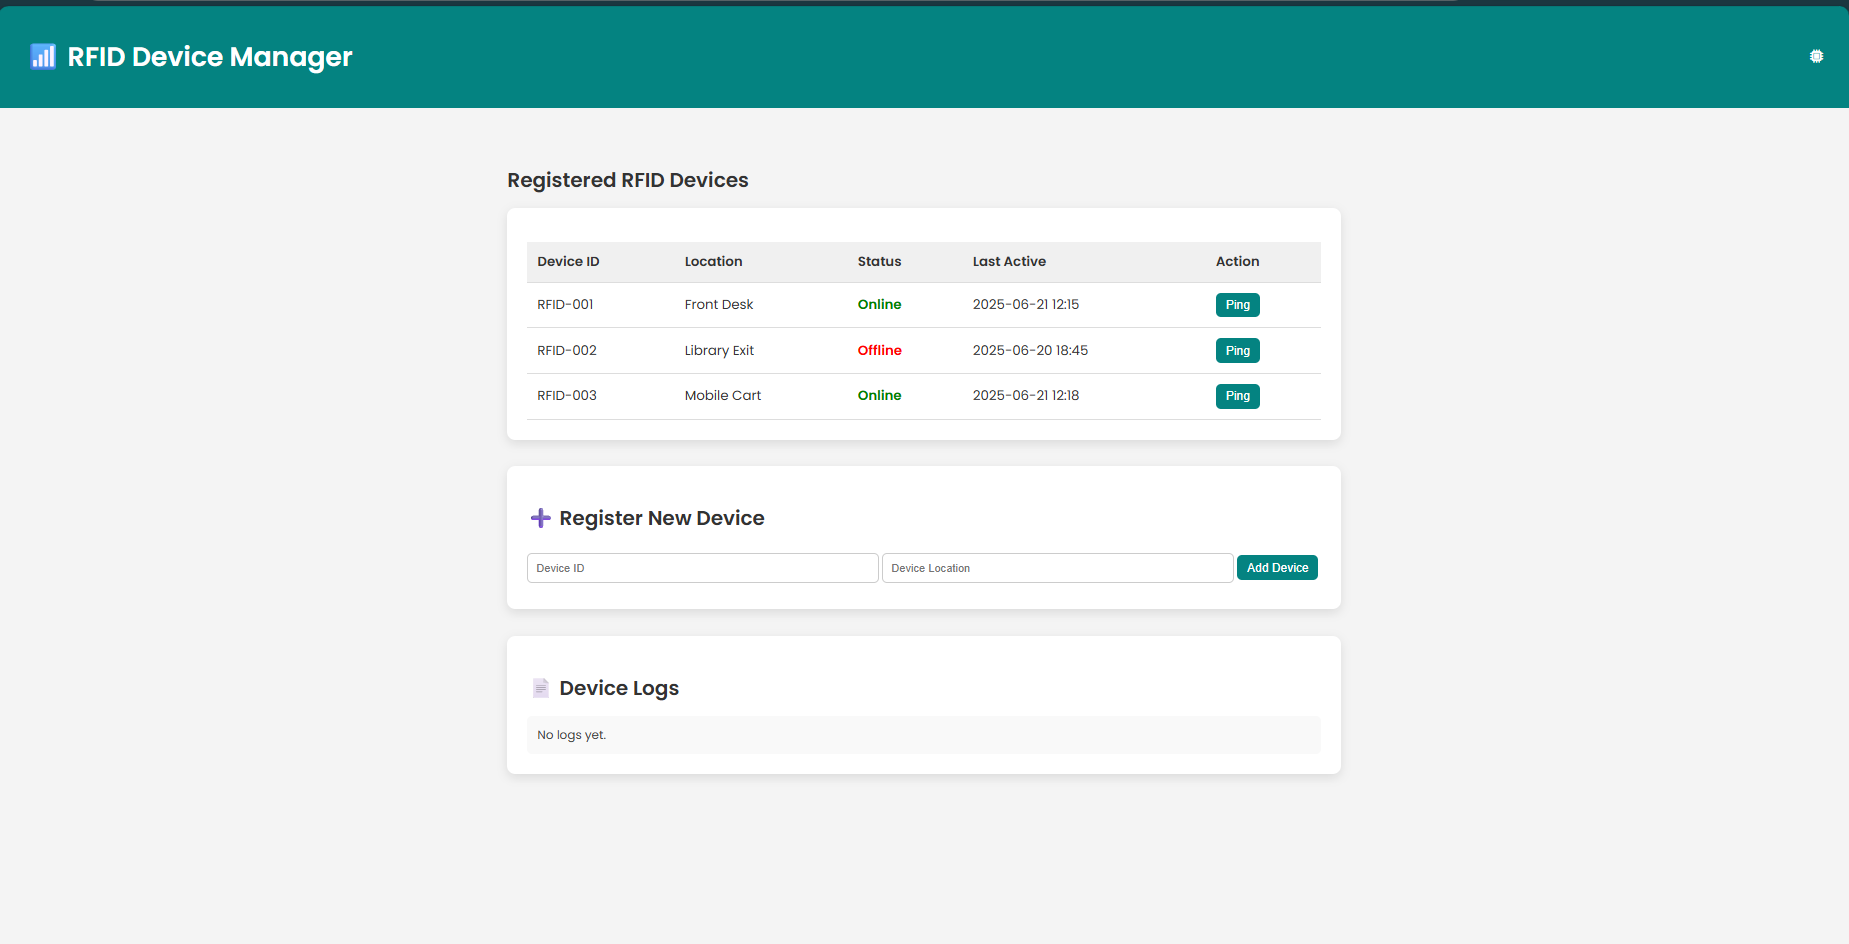 RFID Device Manager
Registered RFID Devices
Device ID Location Status Last Active Action
RFID-001 Front Desk Online 2025-06-21 12:15 Ping
RFID-002 Library Exit Offline 2025-06-20 18:45 Ping
RFID-003 Mobile Cart Online 2025-06-21 12:18 Ping
Register New Device
Device ID Device Location Add Device
Device Logs
No logs yet.